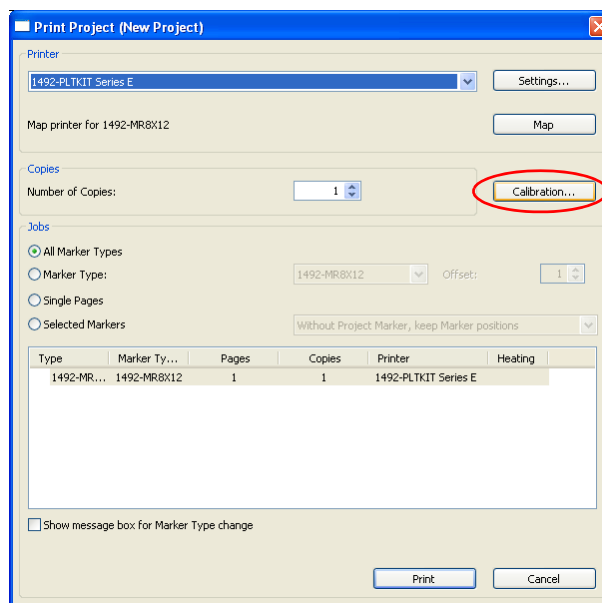 Print Project (New Project)
Printer
1492-PLTKIT Series E
Settings...
Map printer for 1492-MR8X12
Map
Copies
Number of Copies:
1
Calibration...
Jobs
All Marker Types
Marker Type:
1492-MR8X12
Offset:
1
Single Pages
Selected Markers
Without Project Marker, keep Marker positions
Type Marker Ty... Pages Copies Printer Heating
1492-MR... 1492-MR8X12 1 1 1492-PLTKIT Series E
Show message box for Marker Type change
Print
Cancel